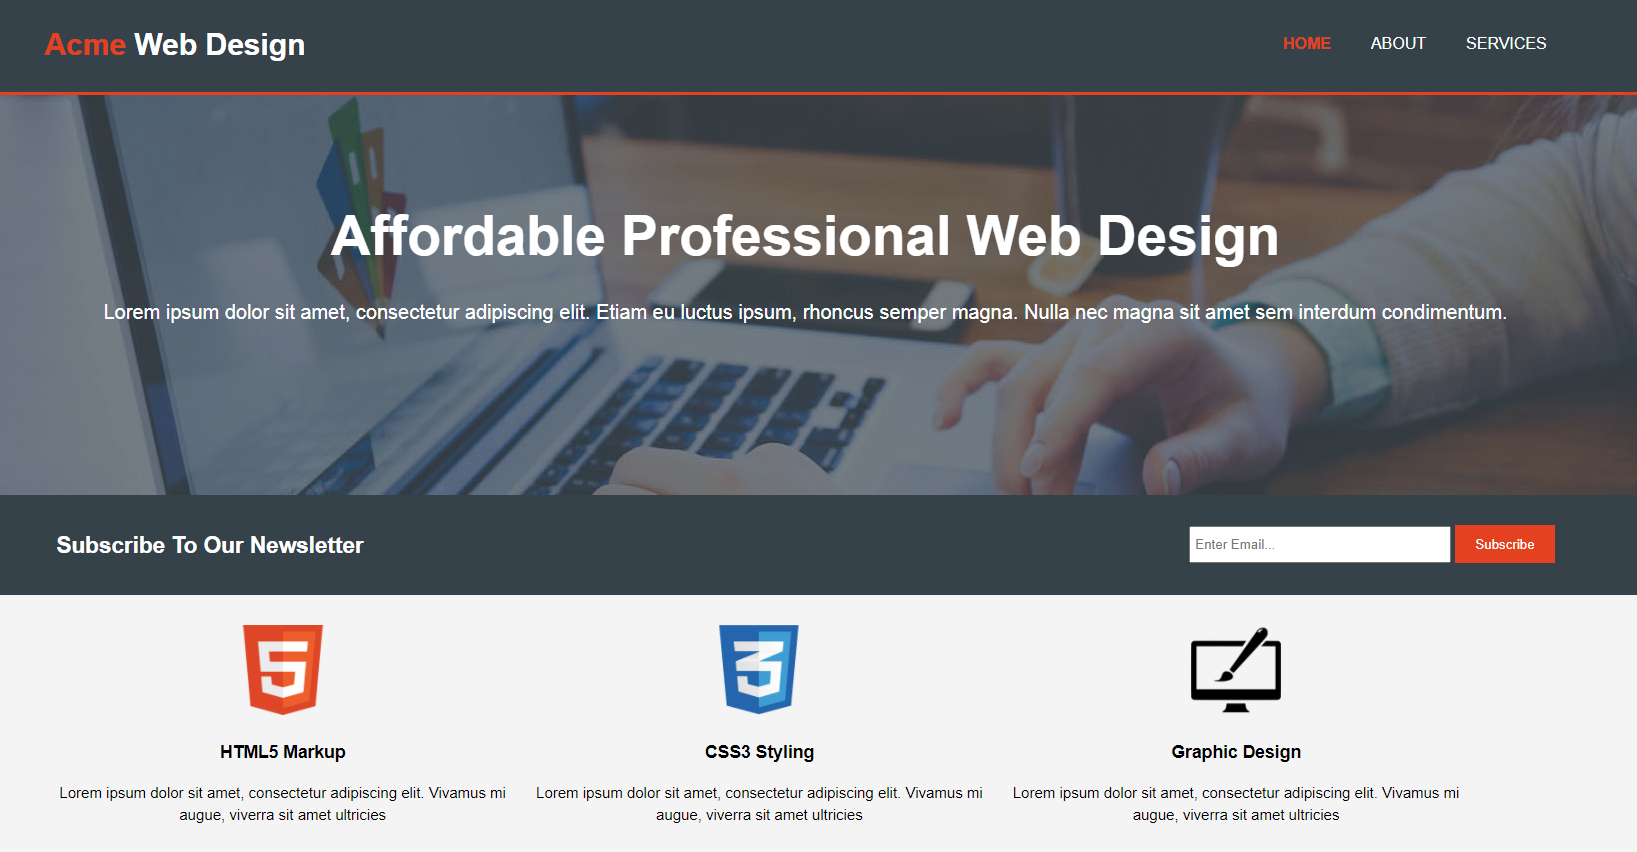 Acme Web Design
HOME ABOUT SERVICES
Affordable Professional Web Design
Lorem ipsum dolor sit amet, consectetur adipiscing elit. Etiam eu luctus ipsum, rhoncus semper magna. Nulla nec magna sit amet sem interdum condimentum.
Subscribe To Our Newsletter
Enter Email...
Subscribe
HTML5 Markup
Lorem ipsum dolor sit amet, consectetur adipiscing elit. Vivamus mi
augue, viverra sit amet ultricies
CSS3 Styling
Lorem ipsum dolor sit amet, consectetur adipiscing elit. Vivamus mi
augue, viverra sit amet ultricies
Graphic Design
Lorem ipsum dolor sit amet, consectetur adipiscing elit. Vivamus mi
augue, viverra sit amet ultricies